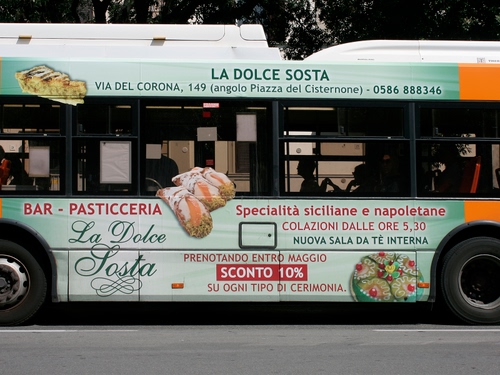 LA DOLCE SOSTA
VIA DEL CORONA, 149 (angolo Piazza del Cisternone) - 0586 888346
BAR - PASTICCERIA
La Dolce
Sosta
Specialità siciliane e napoletane
COLAZIONI DALLE ORE 5,30
NUOVA SALA DA TÈ INTERNA
PRENOTANDO ENTRO MAGGIO
SCONTO 10%
SU OGNI TIPO DI CERIMONIA.